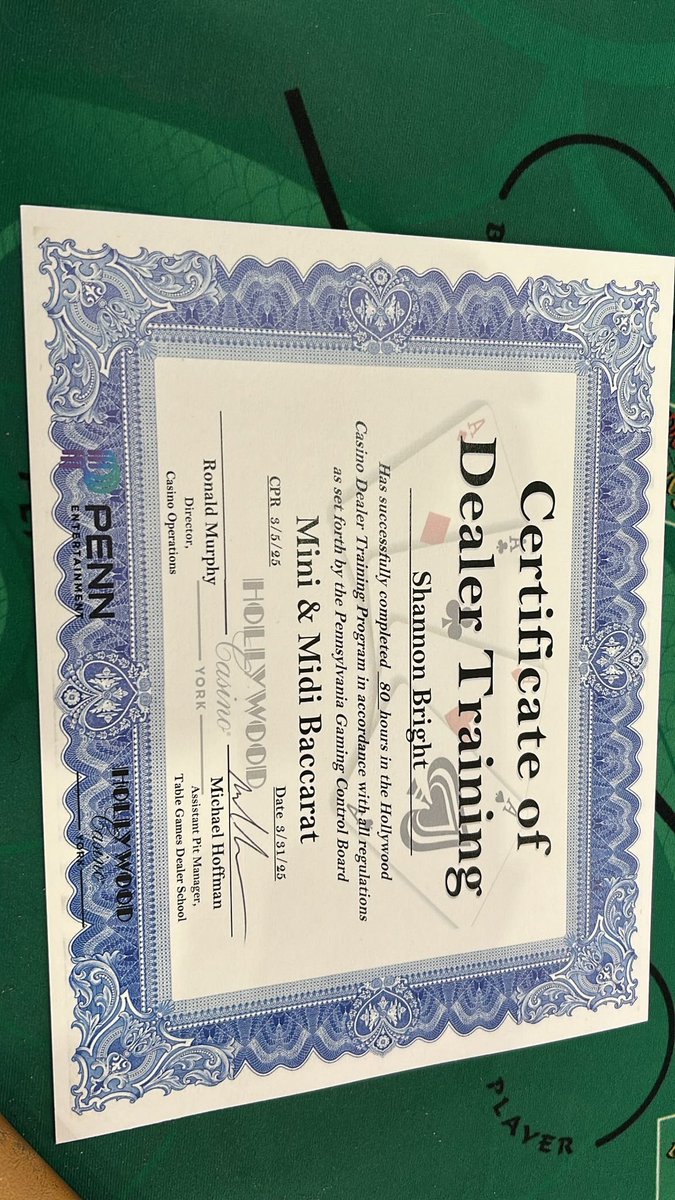 Certificate of
Dealer Training
Shannon Bright
Has successfully completed 80 hours in the Hollywood
Casino Dealer Training Program in accordance with all regulations
as set forth by the Pennsylvania Gaming Control Board
Mini & Midi Baccarat
CPR 3/5/25
Date 3/31/25
HOLLYWOOD
Casino
YORK
Ronald Murphy
Director,
Casino Operations
Michael Hoffman
Assistant Pit Manager,
Table Games Dealer School
PENN
ENTERTAINMENT
HOLLYWOOD
Casino
YORK
PLAYER
A
A
A